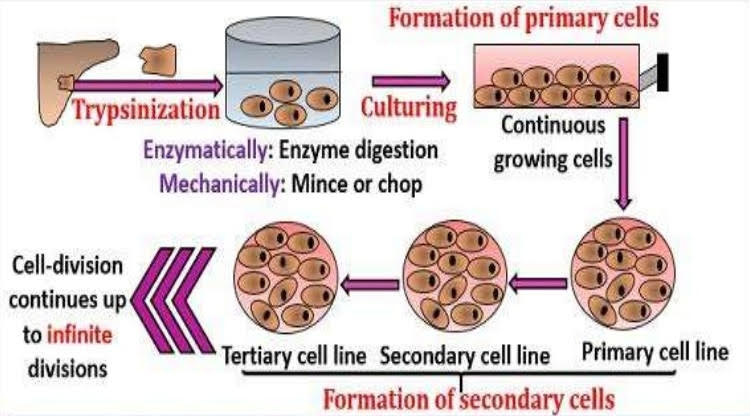 Formation of primary cells
Trypsinization
Culturing
Enzymatically: Enzyme digestion
Mechanically: Mince or chop
Continuous
growing cells
Cell-division
continues up
to infinite
divisions
Tertiary cell line
Secondary cell line
Primary cell line
Formation of secondary cells